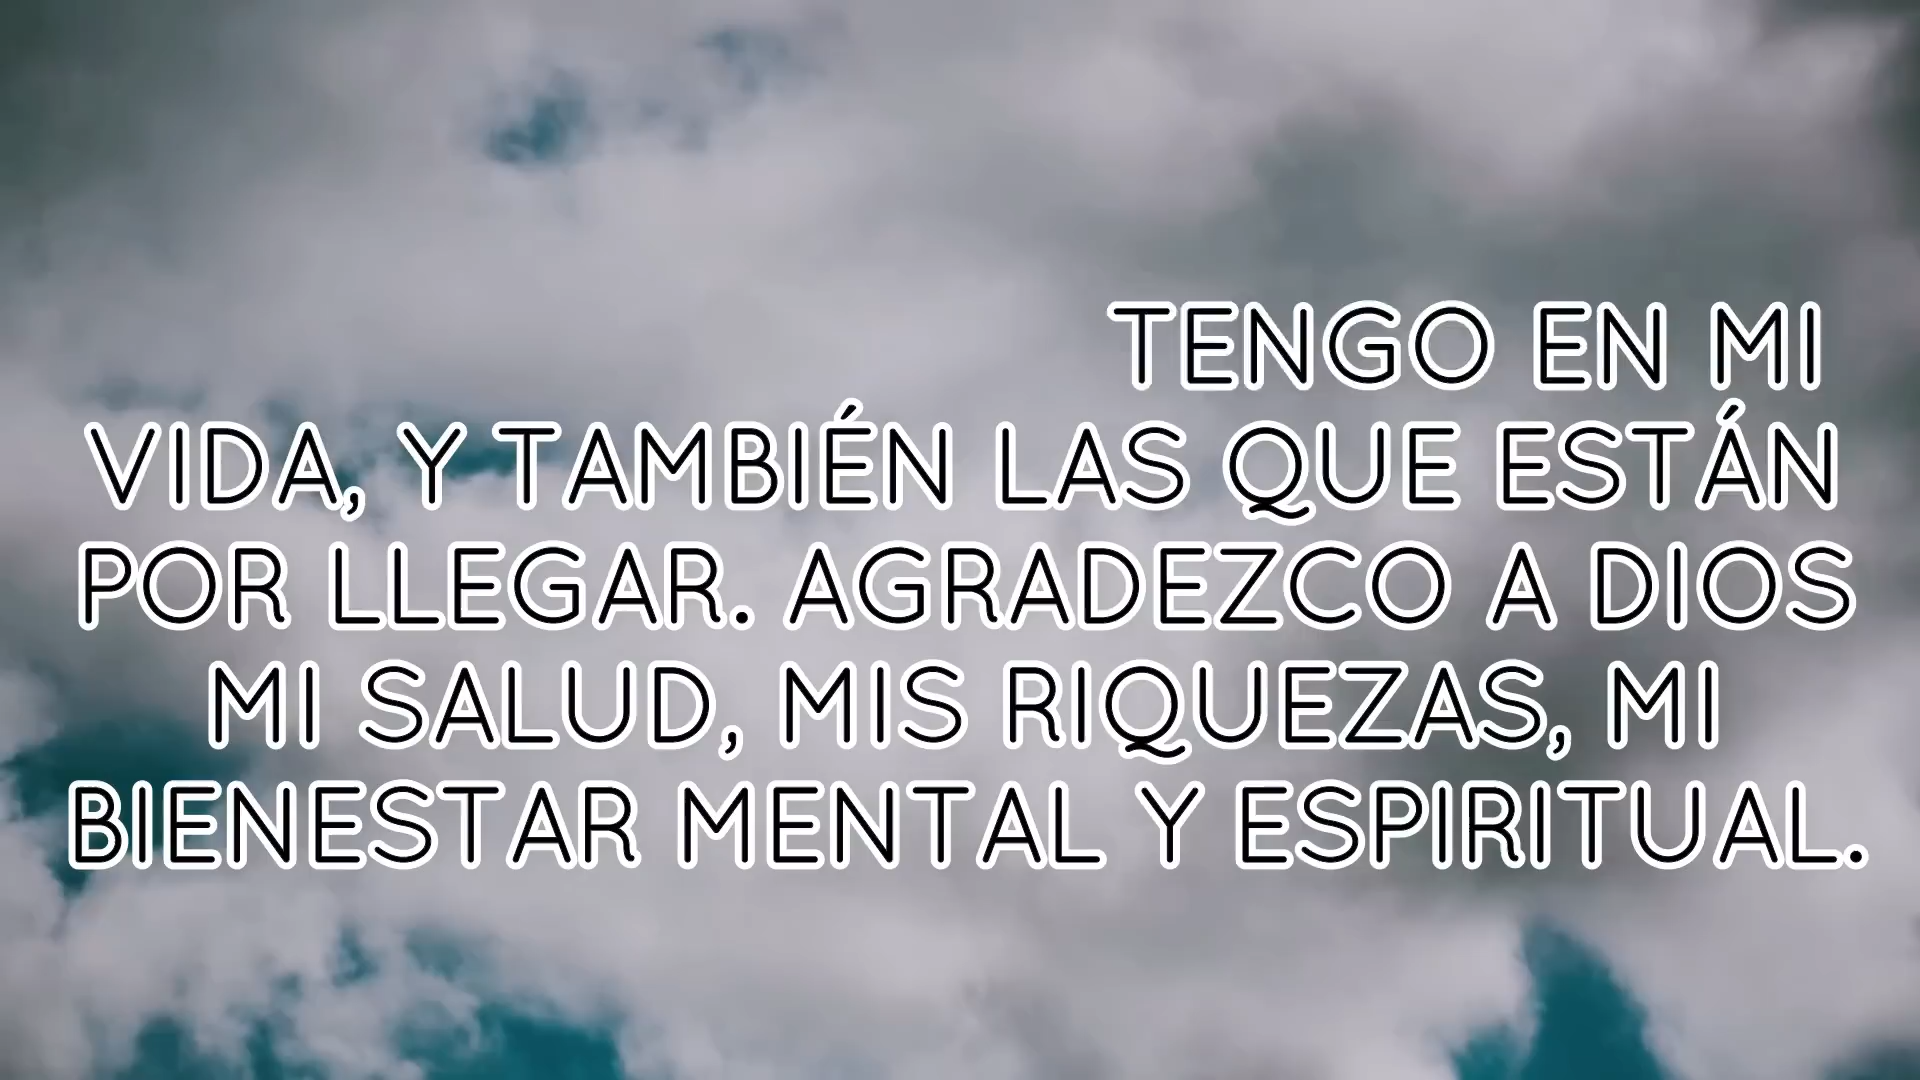 TENGO EN MI
VIDA, Y TAMBIÉN LAS QUE ESTÁN
POR LLEGAR. AGRADEZCO A DIOS
MI SALUD, MIS RIQUEZAS, MI
BIENESTAR MENTAL Y ESPIRITUAL.